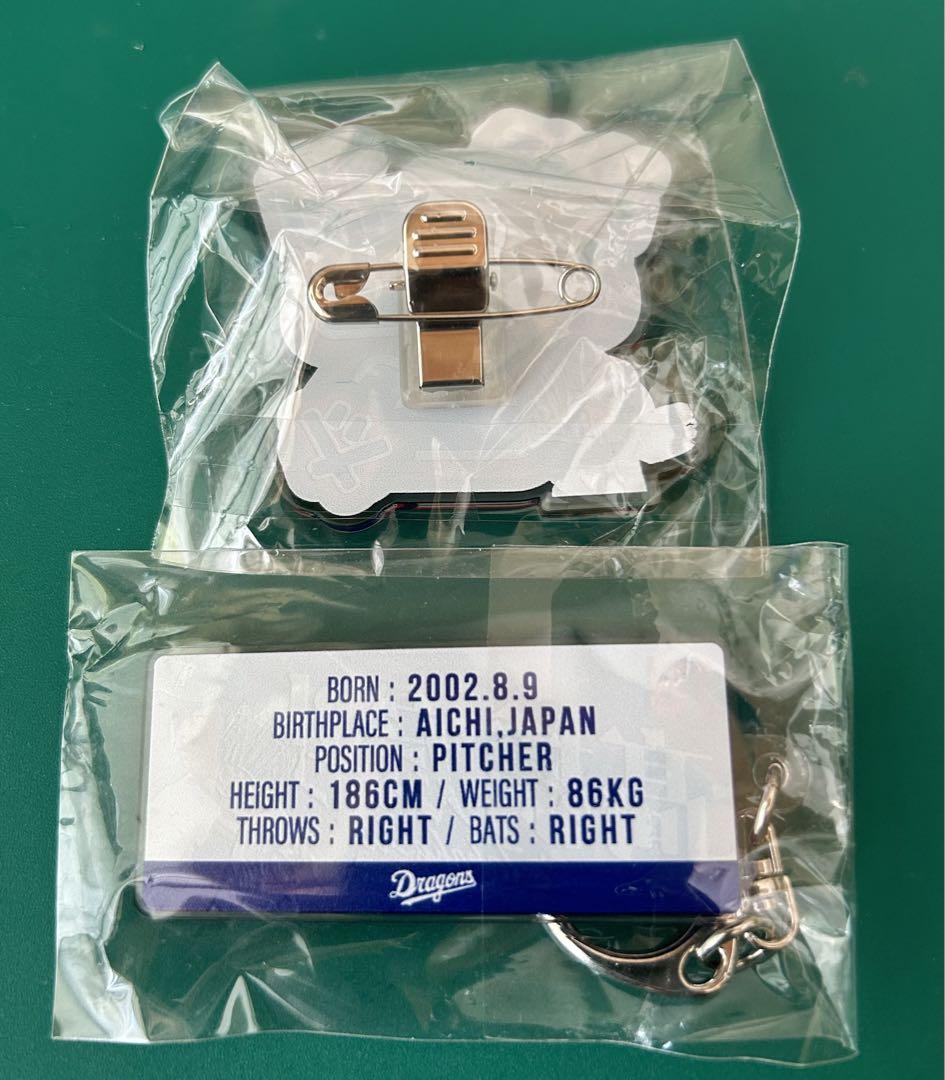 BORN : 2002.8.9
BIRTHPLACE : AICHI,JAPAN
POSITION : PITCHER
HEIGHT : 186CM / WEIGHT : 86KG
THROWS : RIGHT / BATS : RIGHT
Dragons